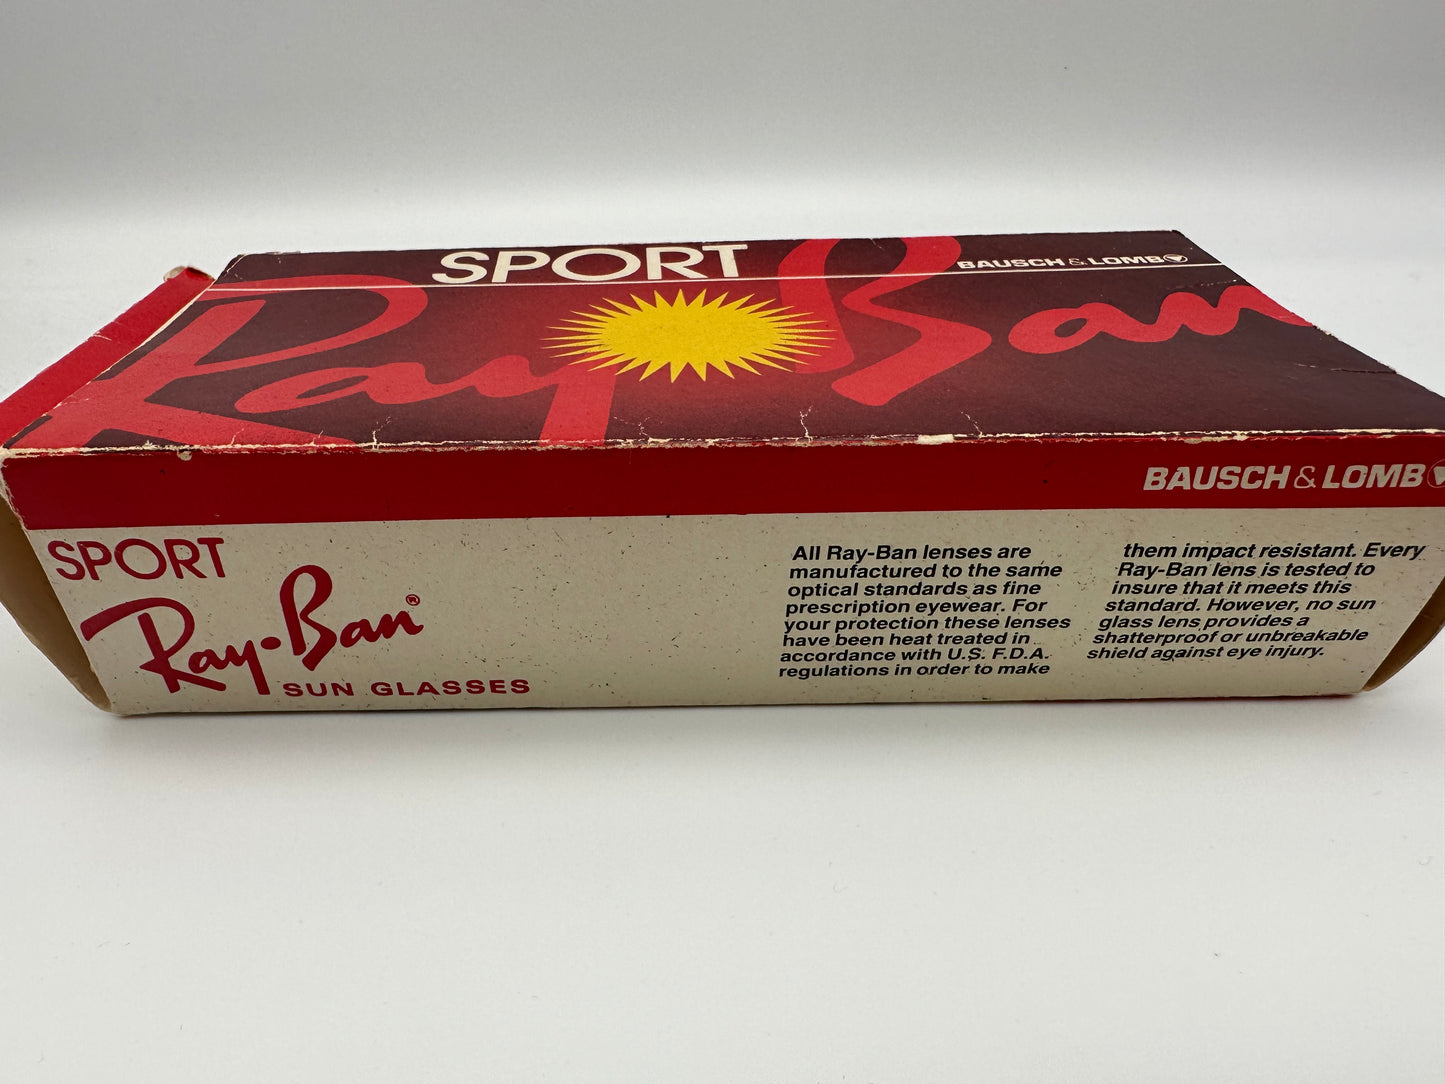 SPORT
BAUSCH & LOMB
Ray Ban
BAUSCH & LOMB
SPORT
Ray-Ban®
SUN GLASSES
All Ray-Ban lenses are
manufactured to the same
optical standards as fine
prescription eyewear. For
your protection these lenses
have been heat treated in
accordance with U.S. F.D.A.
regulations in order to make
them impact resistant. Every
Ray-Ban lens is tested to
insure that it meets this
standard. However, no sun
glass lens provides a
shatterproof or unbreakable
shield against eye injury.